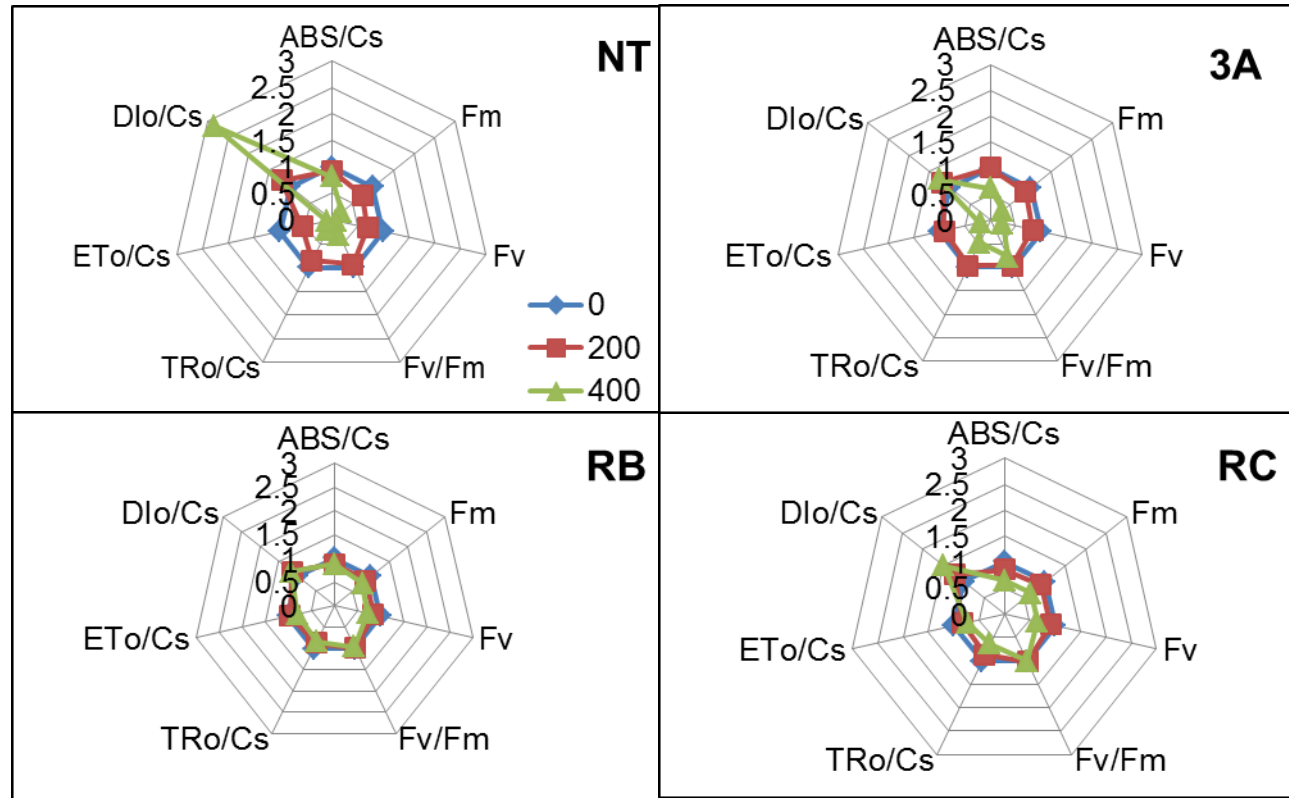 NT
ABS/Cs
3
2.5
2
1.5
1
0.5
0
Fm
Fv
Fv/Fm
TRo/Cs
ETo/Cs
DIo/Cs
0
200
400
3A
ABS/Cs
3
2.5
2
1.5
1
0.5
0
Fm
Fv
Fv/Fm
TRo/Cs
ETo/Cs
DIo/Cs
RB
ABS/Cs
3
2.5
2
1.5
1
0.5
0
Fm
Fv
Fv/Fm
TRo/Cs
ETo/Cs
DIo/Cs
RC
ABS/Cs
3
2.5
2
1.5
1
0.5
0
Fm
Fv
Fv/Fm
TRo/Cs
ETo/Cs
DIo/Cs